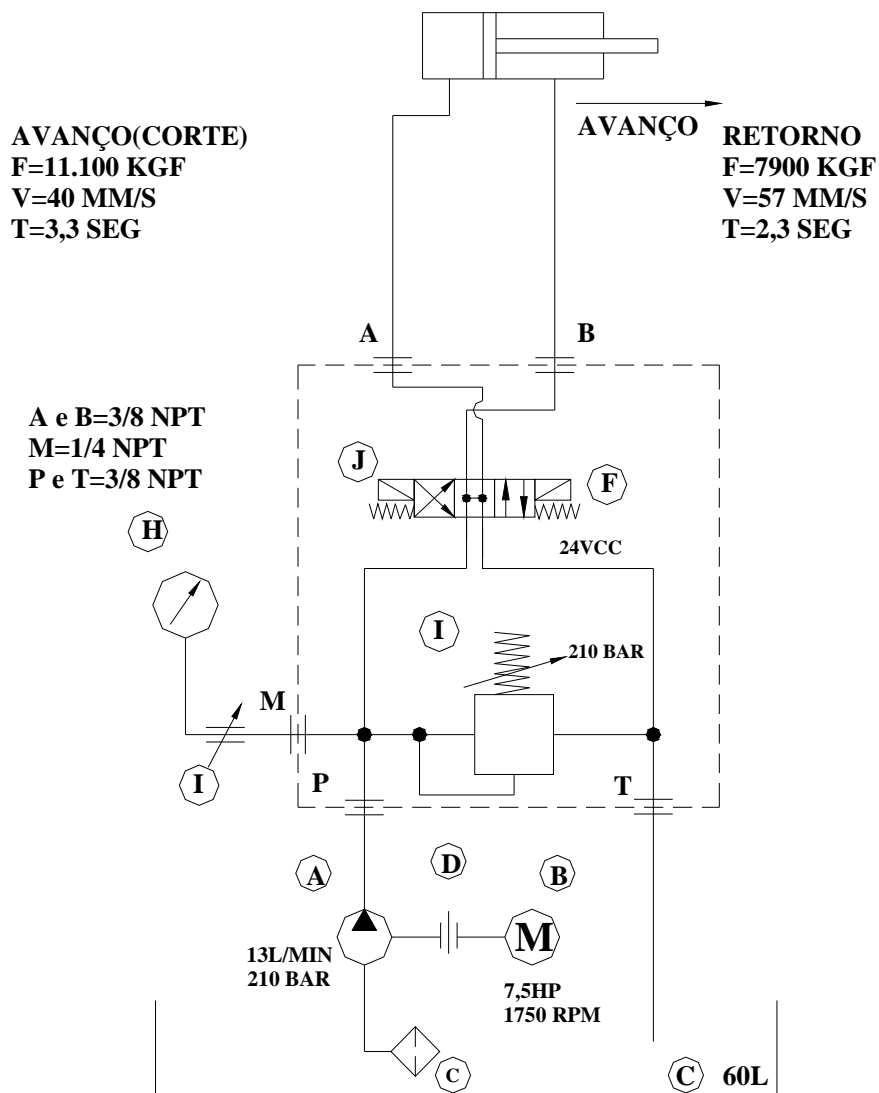 AVANÇO(CORTE)
F=11.100 KGF
V=40 MM/S
T=3,3 SEG
AVANÇO
RETORNO
F=7900 KGF
V=57 MM/S
T=2,3 SEG
A
B
A e B=3/8 NPT
M=1/4 NPT
P e T=3/8 NPT
J
F
H
24VCC
I
210 BAR
M
I
P
T
A
D
B
13L/MIN
210 BAR
M
7,5HP
1750 RPM
C
C
60L